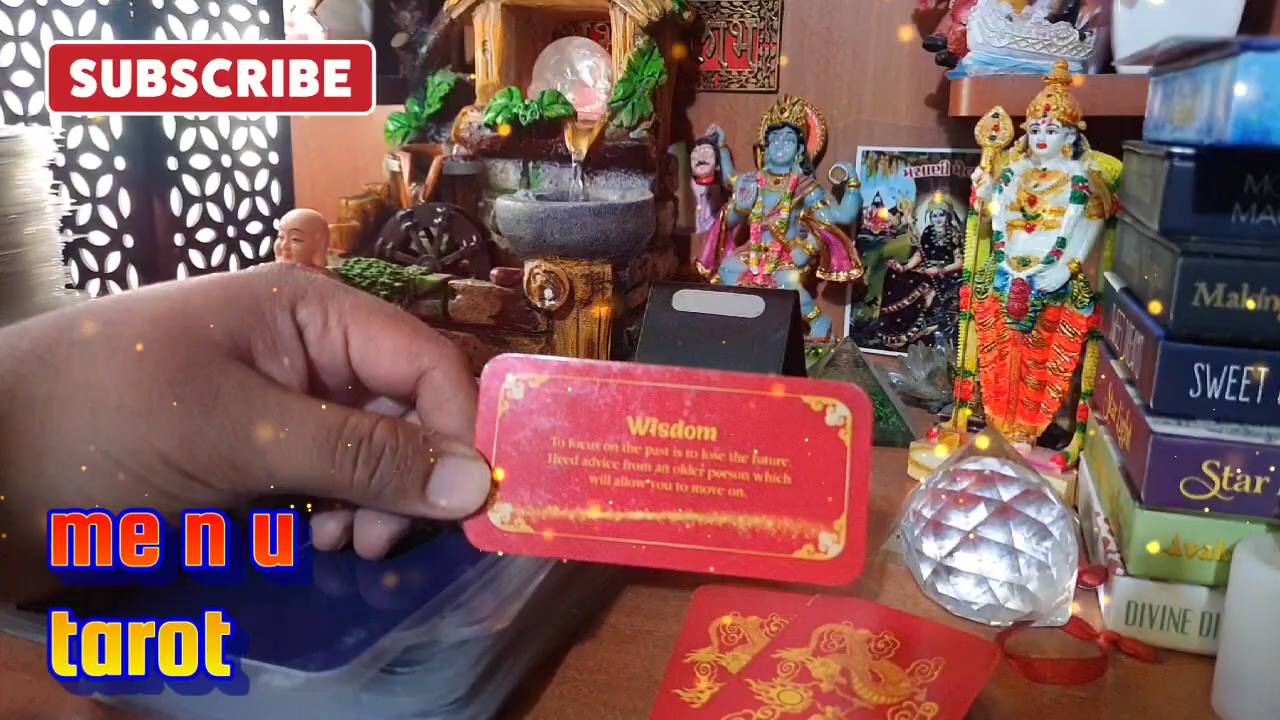 SUBSCRIBE
Wisdom
To focus on the past is to lose the future.
Heed advice from an older person which
will allow you to move on.
me n u
tarot
SWEET
Star
DIVINE